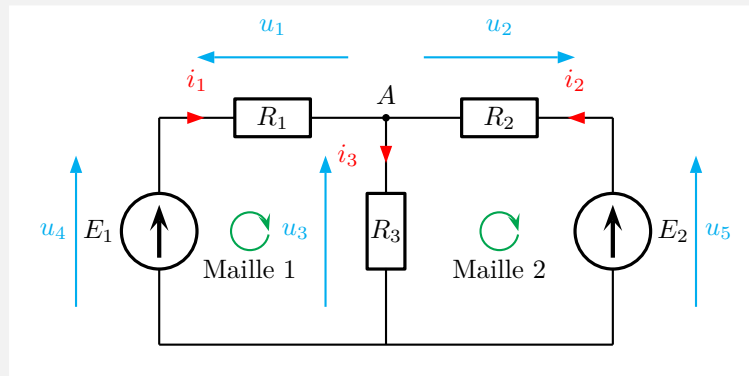 u₁ u₂
i₁ A i₂
R₁ R₂
i₃
u₄ E₁ u₃ R₃ E₂ u₅
Maille 1 Maille 2